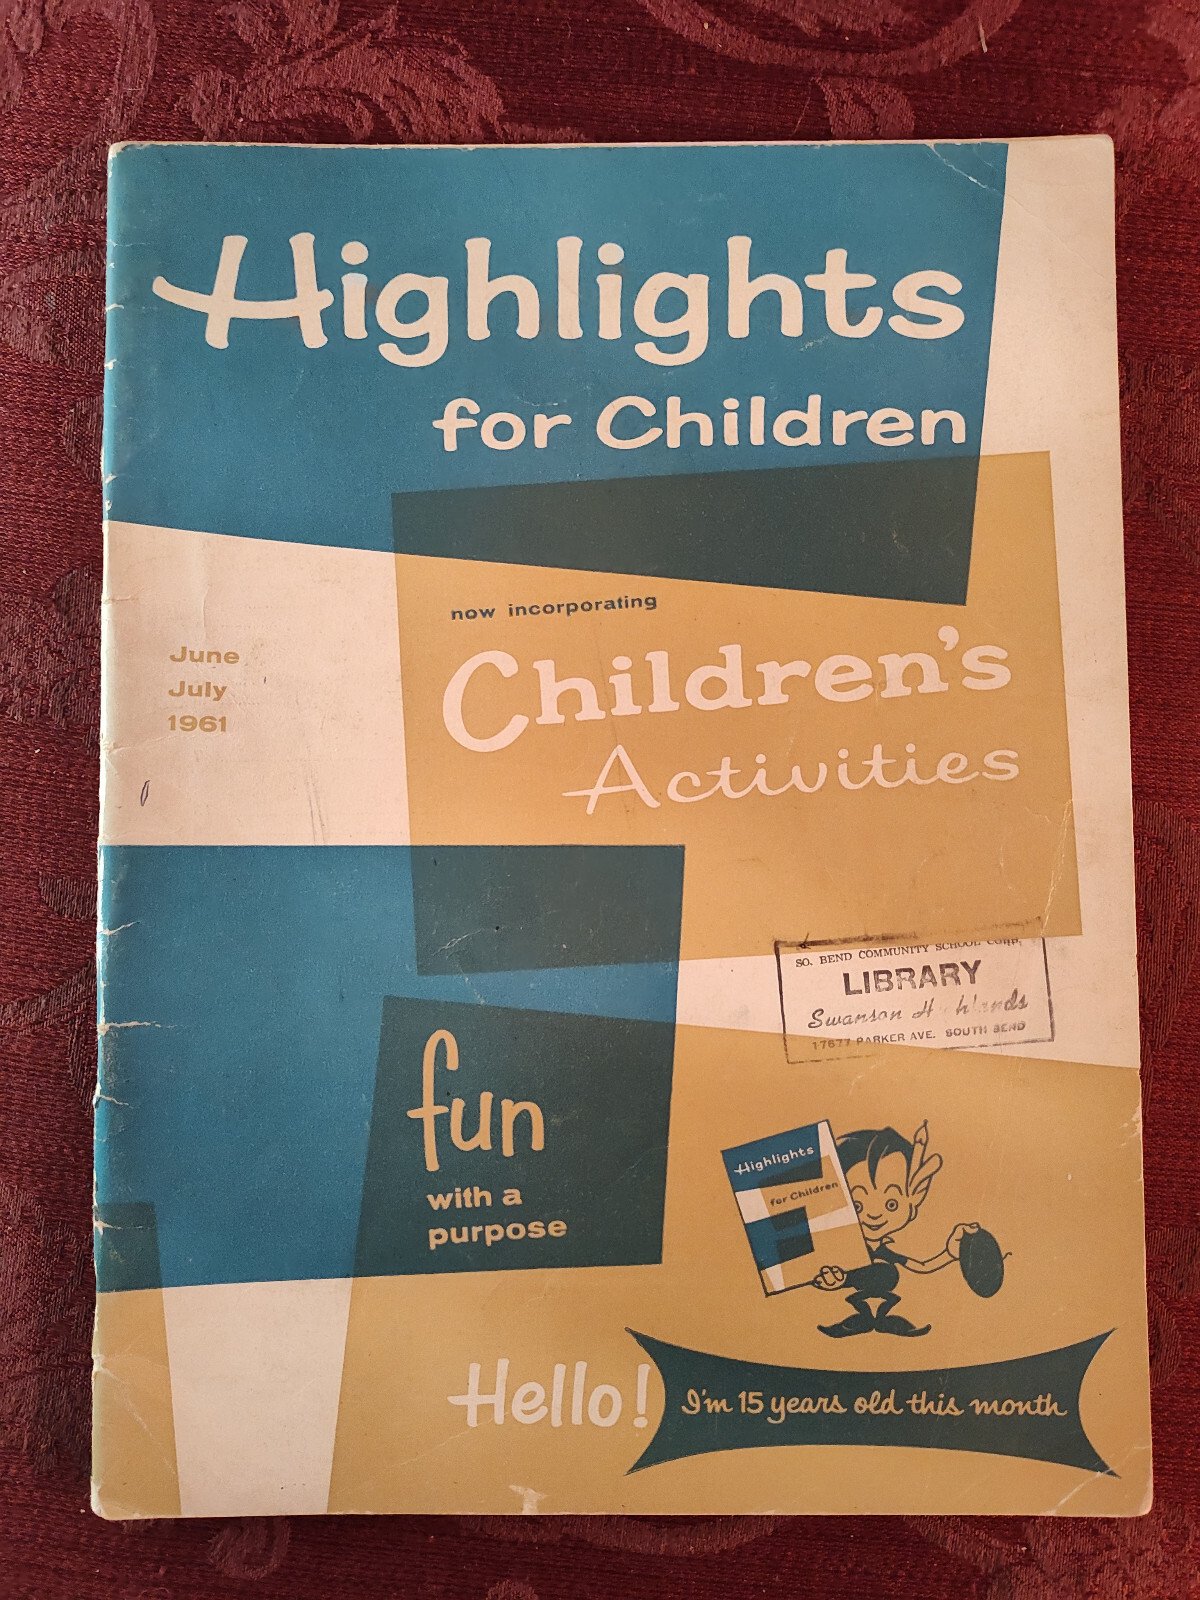 Highlights
for Children
now incorporating
Children's
Activities
June
July
1961
SO. BEND COMMUNITY SCHOOL CORP.
LIBRARY
Swanson Highlands
17677 PARKER AVE. SOUTH BEND
fun
with a
purpose
Highlights
for Children
Hello!
I'm 15 years old this month